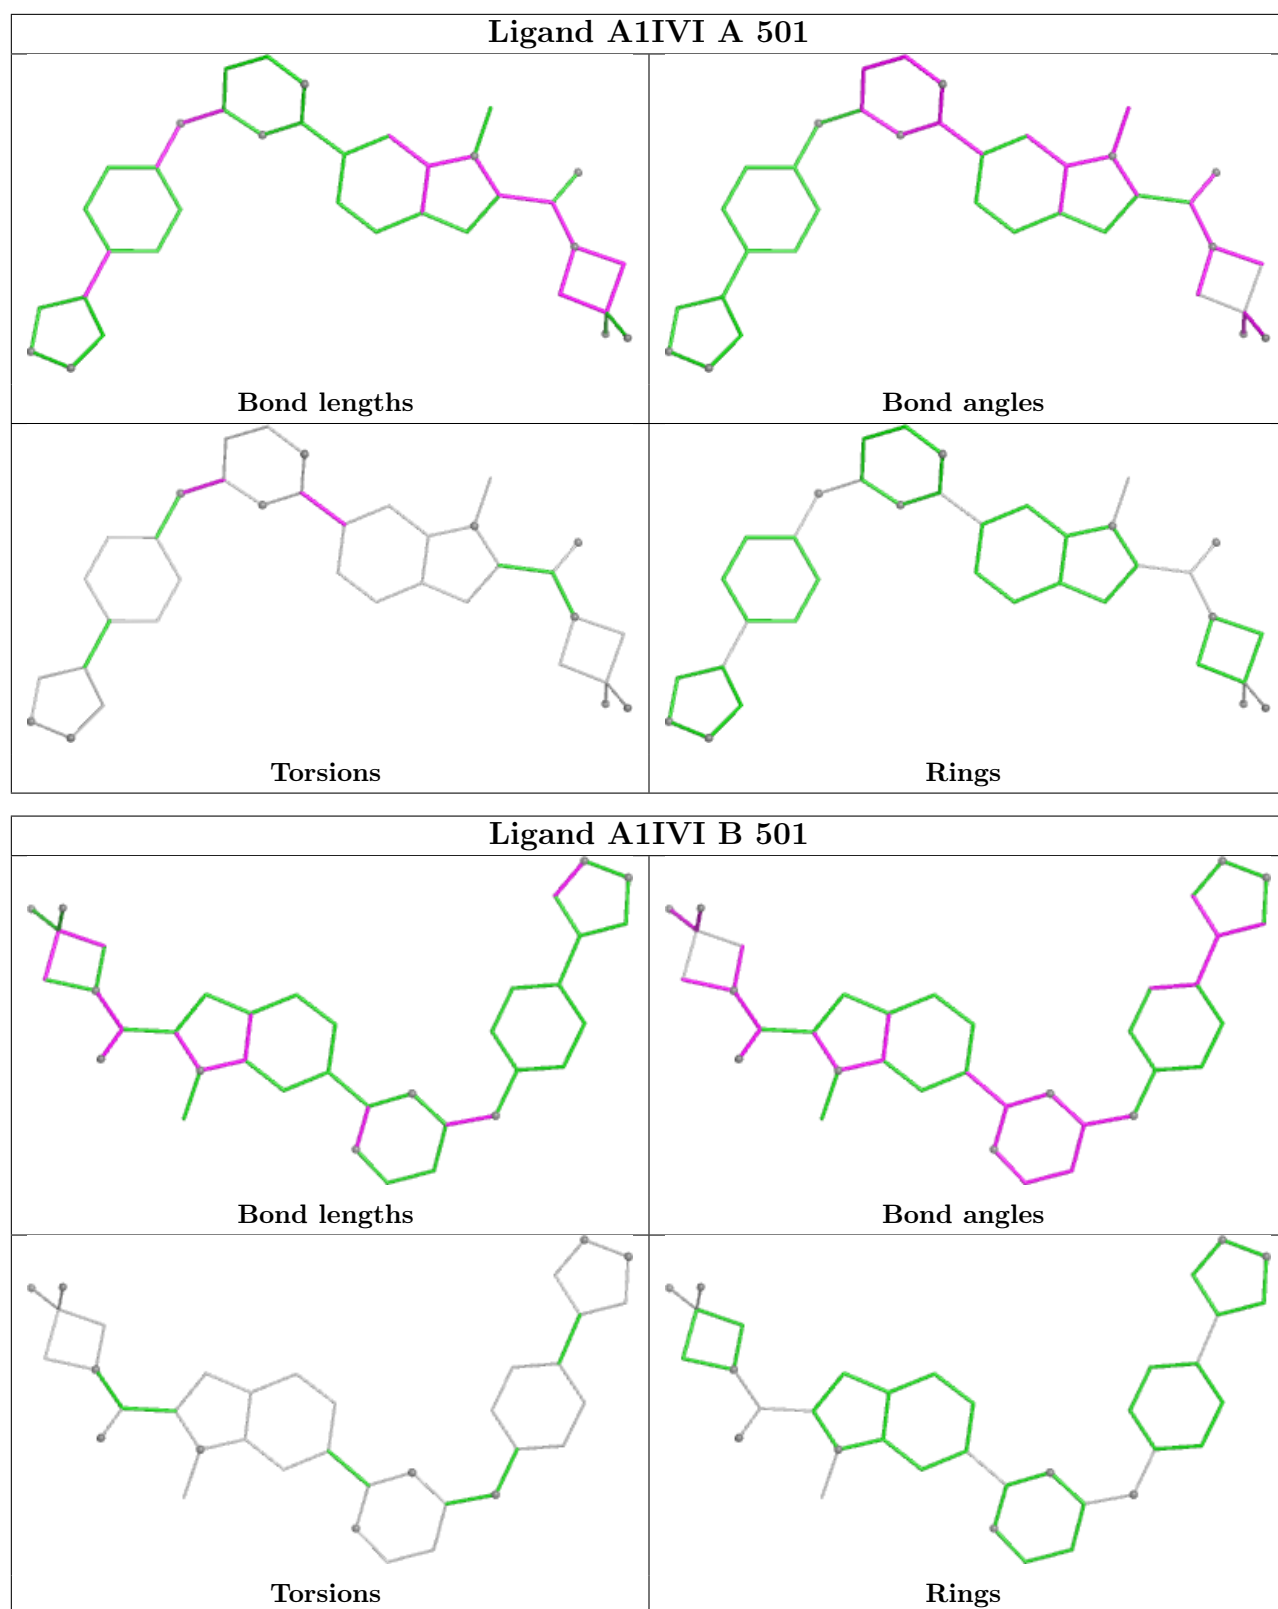 Ligand A1IVI A 501
Bond lengths
Bond angles
Torsions
Rings
Ligand A1IVI B 501
Bond lengths
Bond angles
Torsions
Rings